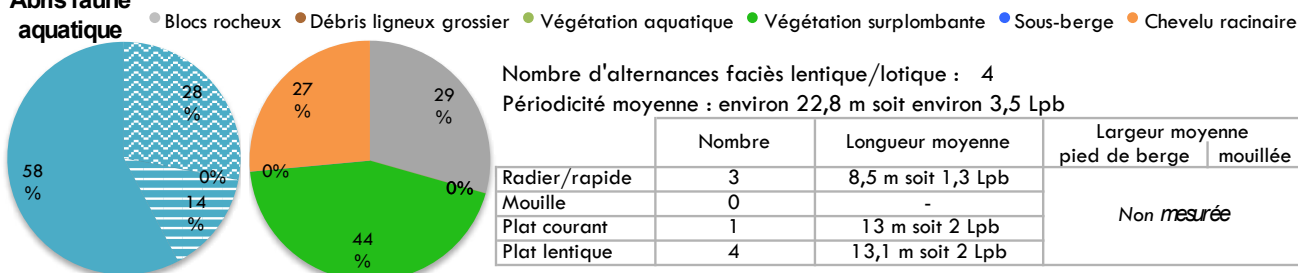 Abris faune
aquatique
Blocs rocheux Débris ligneux grossier Végétation aquatique Végétation surplombante Sous-berge Chevelu racinaire
28
%
0%
14
%
58
%
27
%
29
%
0%
0%
44
%
Nombre d'alternances faciès lentique/lotique : 4
Périodicité moyenne : environ 22,8 m soit environ 3,5 Lpb
Nombre Longueur moyenne Largeur moyenne
pied de berge mouillée
Radier/rapide 3 8,5 m soit 1,3 Lpb
Mouille 0 -
Plat courant 1 13 m soit 2 Lpb
Plat lentique 4 13,1 m soit 2 Lpb
Non mesurée